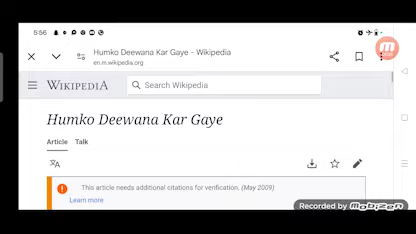 5:56
Humko Deewana Kar Gaye - Wikipedia
en.m.wikipedia.org
WIKIPEDIA
Search Wikipedia
Humko Deewana Kar Gaye
Article Talk
This article needs additional citations for verification. (May 2009)
Learn more
Recorded by MOBIZEN